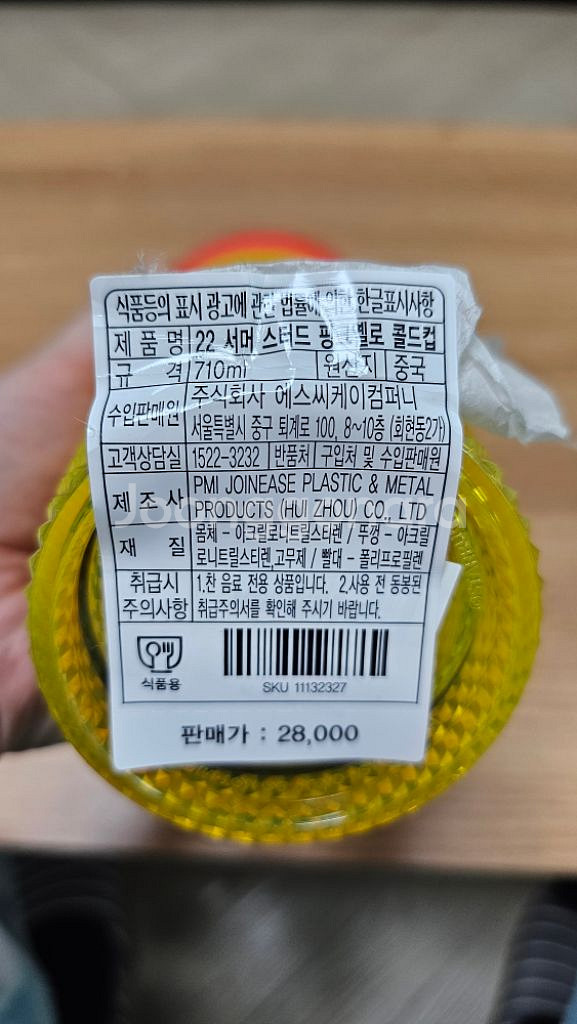 식품등의 표시 광고에 관한 법률에 의한 한글표시사항
제 품 명 22 서머 스터드 핑크옐로 콜드컵
규 격 710ml 원산지 중국
수입판매인 주식회사 에스씨케이컴퍼니
서울특별시 중구 퇴계로 100, 8~10층 (회현동2가)
고객상담실 1522-3232 반품처 구입처 및 수입판매원
제 조 사 PMI JOINEASE PLASTIC & METAL
PRODUCTS (HUI ZHOU) CO., LTD
재 질 몸체 - 아크릴로니트릴스티렌 / 뚜껑 - 아크릴
로니트릴스티렌,고무제 / 빨대 - 폴리프로필렌
취급시 주의사항 1.찬 음료 전용 상품입니다. 2.사용 전 동봉된
취급주의서를 확인해 주시기 바랍니다.
식품용
SKU 11132327
판매가 : 28,000